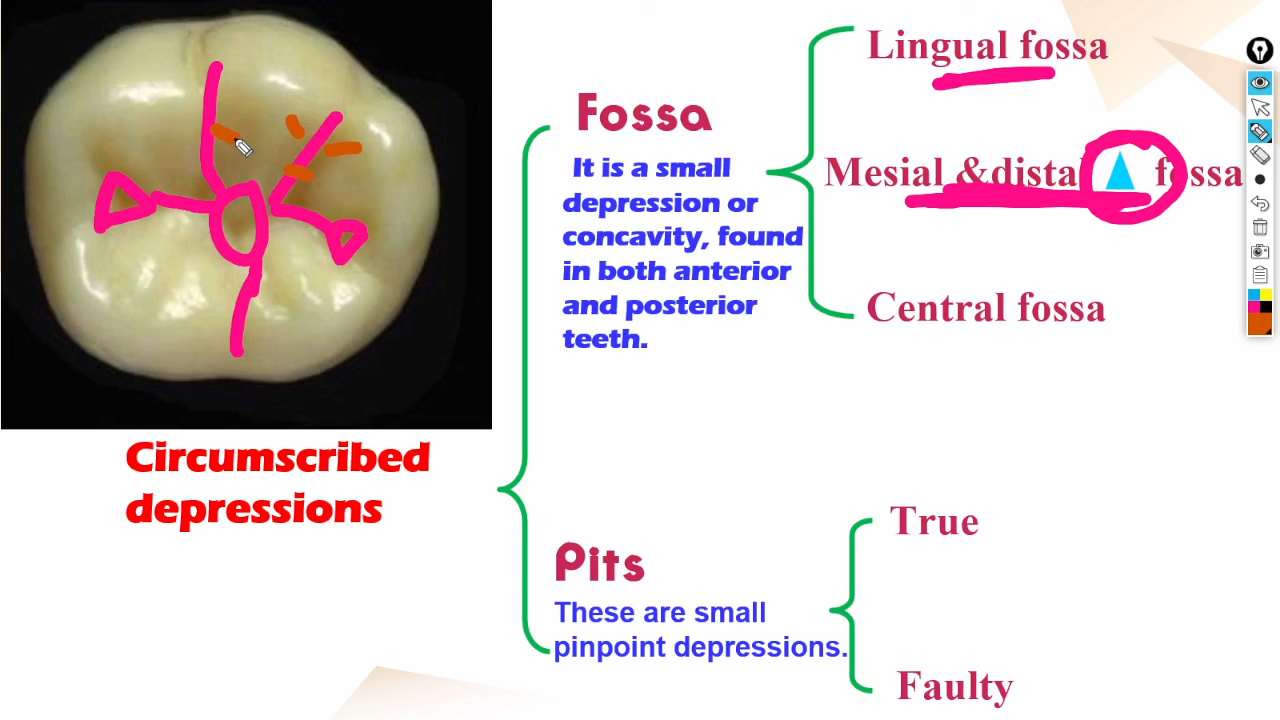 Lingual fossa
Fossa
It is a small
depression or
concavity, found
in both anterior
and posterior
teeth.
Mesial &distal fossa
Central fossa
Circumscribed
depressions
True
Pits
These are small
pinpoint depressions.
Faulty